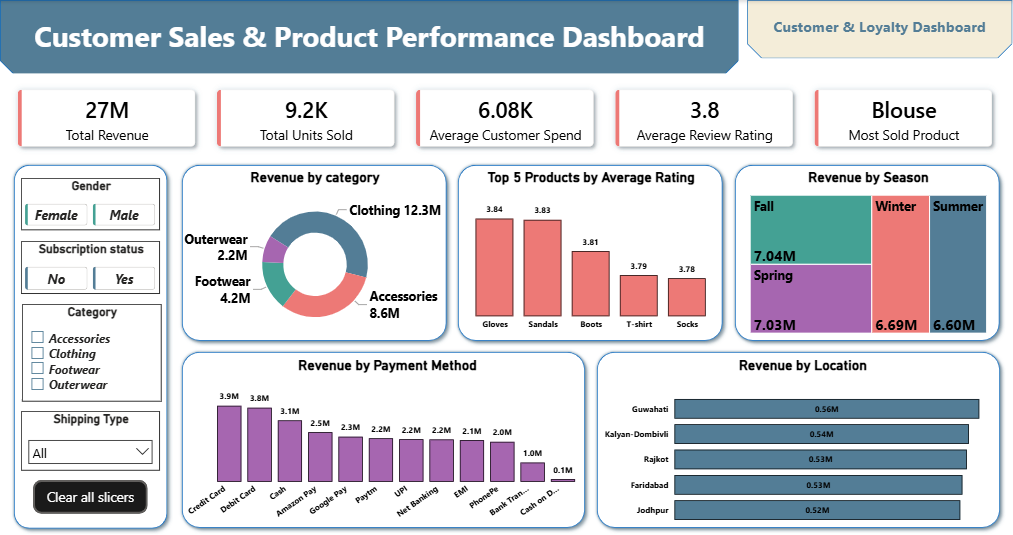 Customer Sales & Product Performance Dashboard
Customer & Loyalty Dashboard
27M
Total Revenue
9.2K
Total Units Sold
6.08K
Average Customer Spend
3.8
Average Review Rating
Blouse
Most Sold Product
Gender
Female
Male
Subscription status
No
Yes
Category
Accessories
Clothing
Footwear
Outerwear
Shipping Type
All
Clear all slicers
Revenue by category
Clothing 12.3M
Outerwear
2.2M
Footwear
4.2M
Accessories
8.6M
Top 5 Products by Average Rating
3.84
3.83
3.81
3.79
3.78
Gloves
Sandals
Boots
T-shirt
Socks
Revenue by Season
Fall
7.04M
Spring
7.03M
Winter
6.69M
Summer
6.60M
Revenue by Payment Method
3.9M
3.8M
3.1M
2.5M
2.3M
2.2M
2.2M
2.2M
2.1M
2.0M
1.0M
0.1M
Credit Card
Debit Card
Cash
Amazon Pay
Google Pay
Paytm
UPI
Net Banking
EMI
PhonePe
Bank Tran...
Cash on D...
Revenue by Location
Guwahati
0.56M
Kalyan-Dombivli
0.54M
Rajkot
0.53M
Faridabad
0.53M
Jodhpur
0.52M